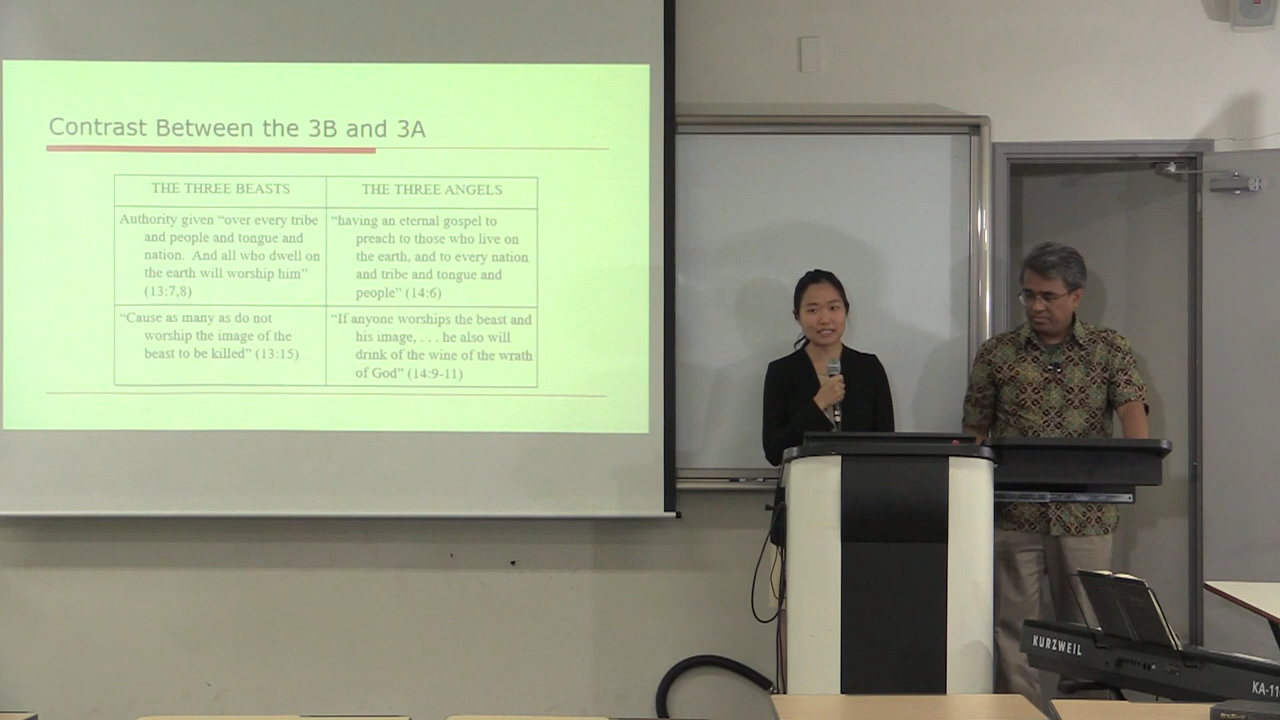 Contrast Between the 3B and 3A
THE THREE BEASTS
THE THREE ANGELS
Authority given “over every tribe
and people and tongue and
nation. And all who dwell on
the earth will worship him”
(13:7,8)
“having an eternal gospel to
preach to those who live on
the earth, and to every nation
and tribe and tongue and
people” (14:6)
“Cause as many as do not
worship the image of the
beast to be killed” (13:15)
“If anyone worships the beast and
his image, . . . he also will
drink of the wine of the wrath
of God” (14:9-11)
KURZWEIL
KA-11